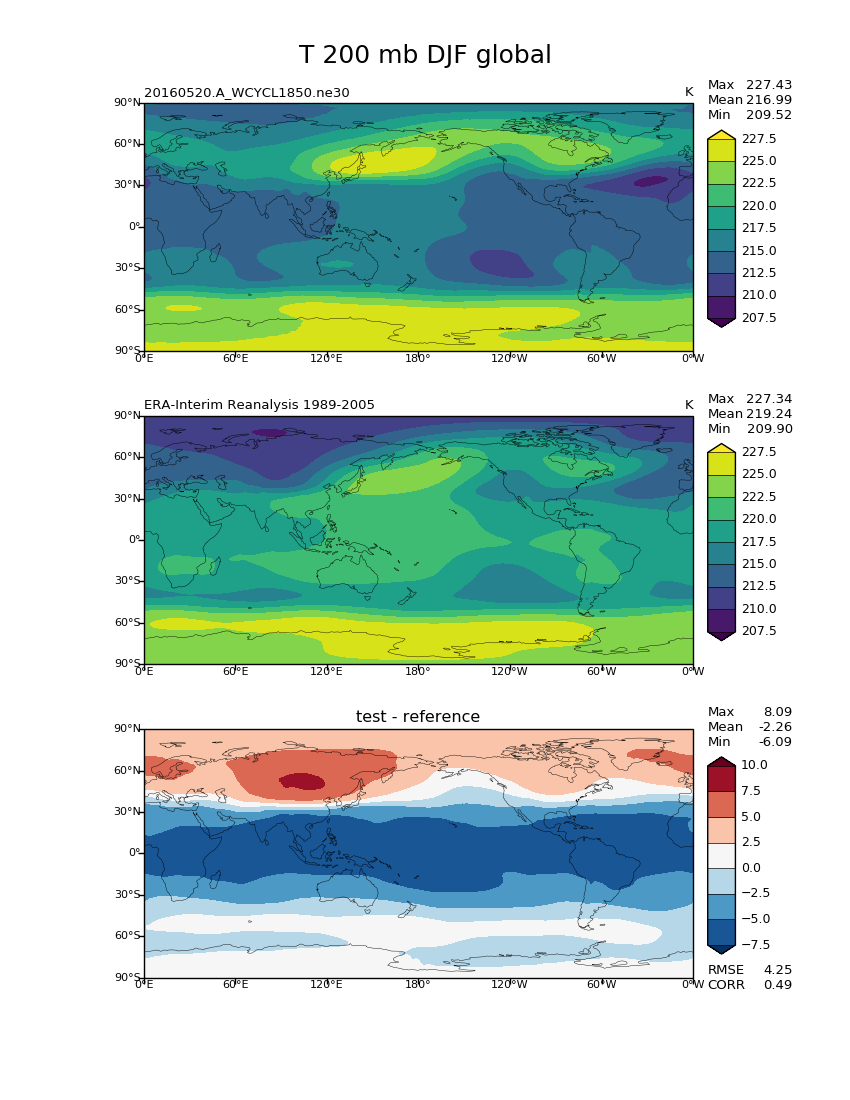 T 200 mb DJF global
20160520.A_WCYCL1850.ne30
K
Max 227.43
Mean 216.99
Min 209.52
90°N
60°N
30°N
0°
30°S
60°S
90°S
0°E 60°E 120°E 180° 120°W 60°W 0°W
227.5
225.0
222.5
220.0
217.5
215.0
212.5
210.0
207.5
ERA-Interim Reanalysis 1989-2005
K
Max 227.34
Mean 219.24
Min 209.90
90°N
60°N
30°N
0°
30°S
60°S
90°S
0°E 60°E 120°E 180° 120°W 60°W 0°W
227.5
225.0
222.5
220.0
217.5
215.0
212.5
210.0
207.5
test - reference
Max 8.09
Mean -2.26
Min -6.09
90°N
60°N
30°N
0°
30°S
60°S
90°S
0°E 60°E 120°E 180° 120°W 60°W 0°W
10.0
7.5
5.0
2.5
0.0
−2.5
−5.0
−7.5
RMSE 4.25
CORR 0.49